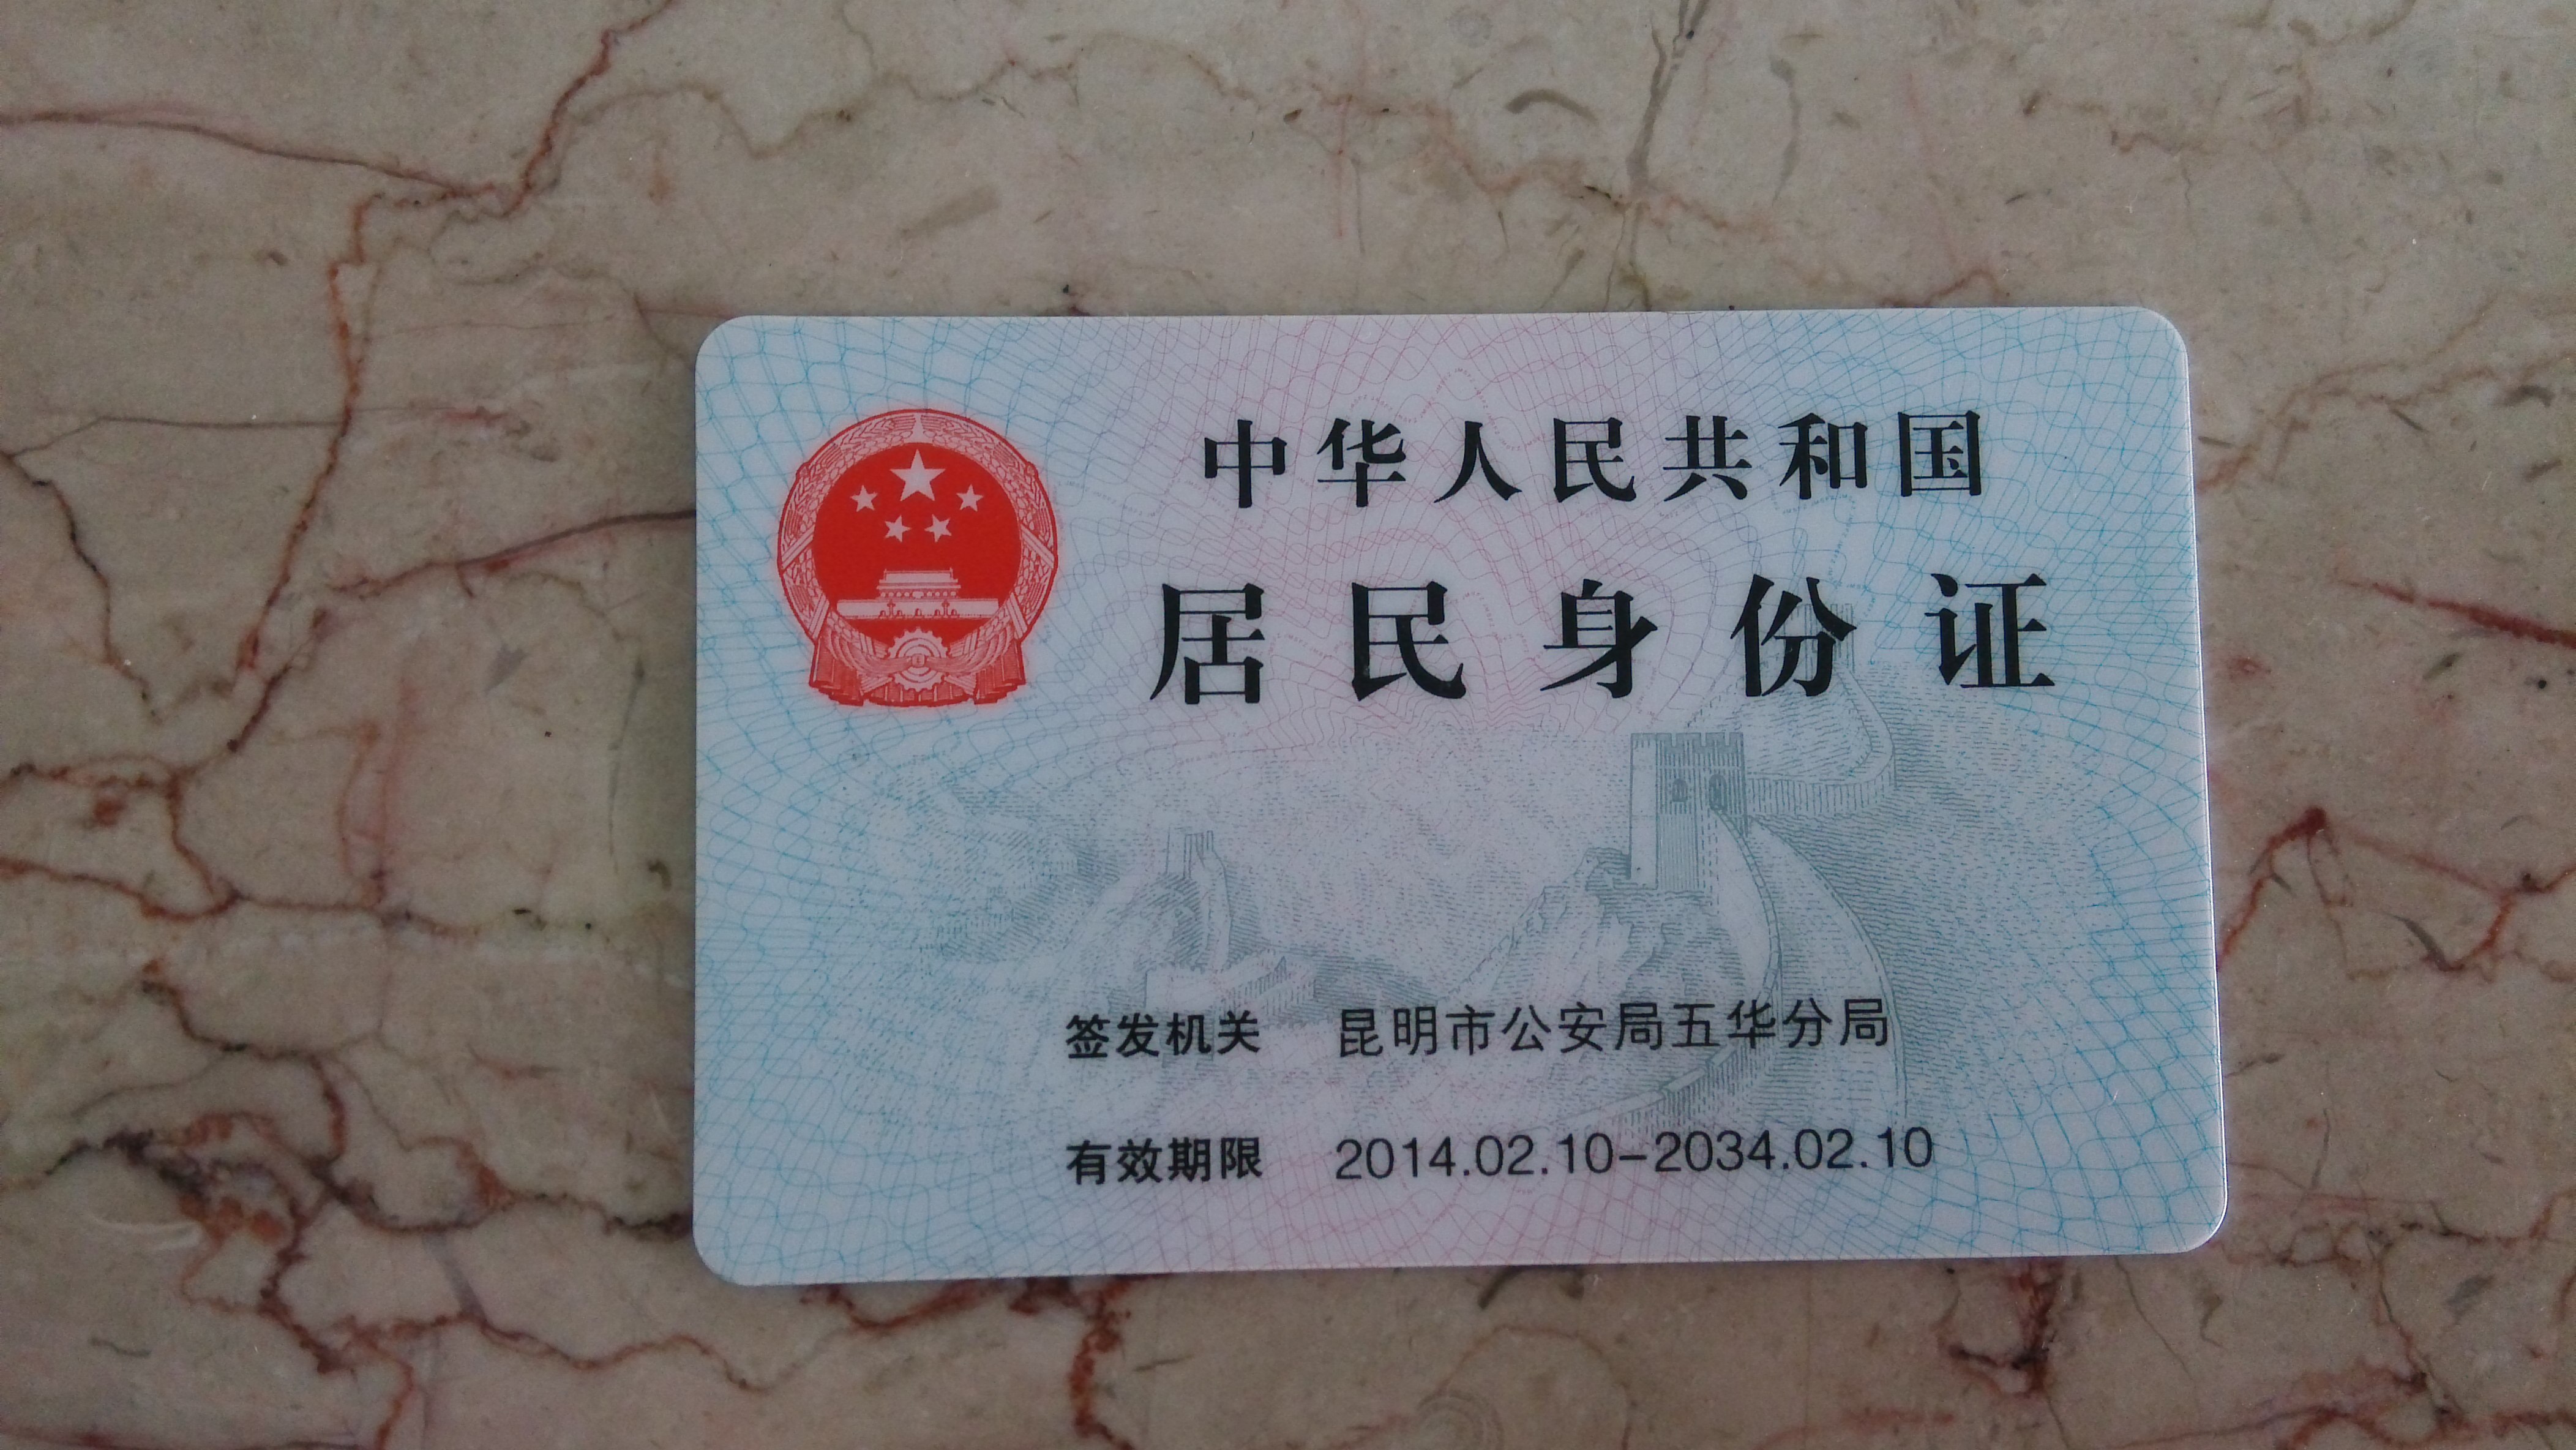 中华人民共和国
居民身份证
签发机关 昆明市公安局五华分局
有效期限 2014.02.10-2034.02.10